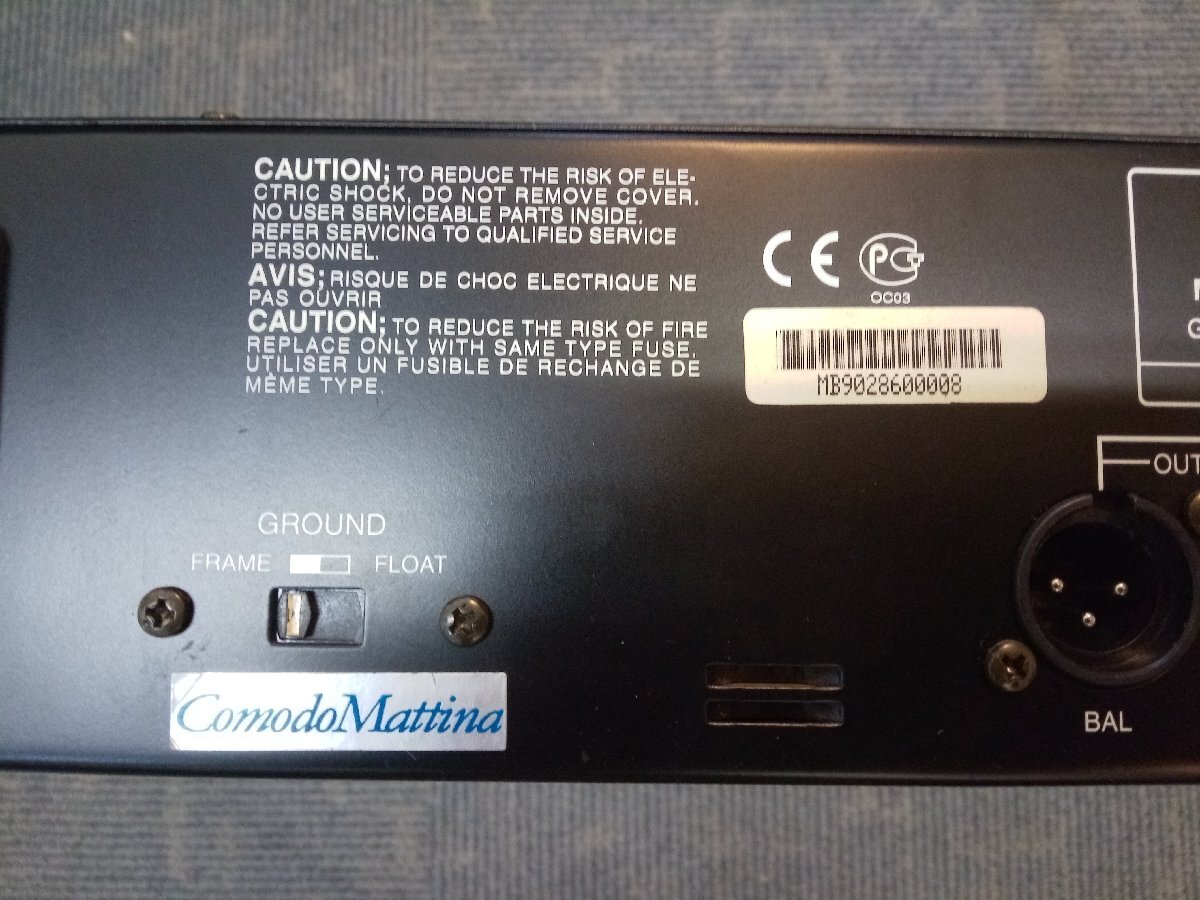 CAUTION; TO REDUCE THE RISK OF ELE-
CTRIC SHOCK, DO NOT REMOVE COVER.
NO USER SERVICEABLE PARTS INSIDE.
REFER SERVICING TO QUALIFIED SERVICE
PERSONNEL.
AVIS; RISQUE DE CHOC ELECTRIQUE NE
PAS OUVRIR
CAUTION; TO REDUCE THE RISK OF FIRE
REPLACE ONLY WITH SAME TYPE FUSE.
UTILISER UN FUSIBLE DE RECHANGE DE
MÊME TYPE.
CE
OC03
MB9028600008
OUT
GROUND
FRAME FLOAT
ComodoMattina
BAL